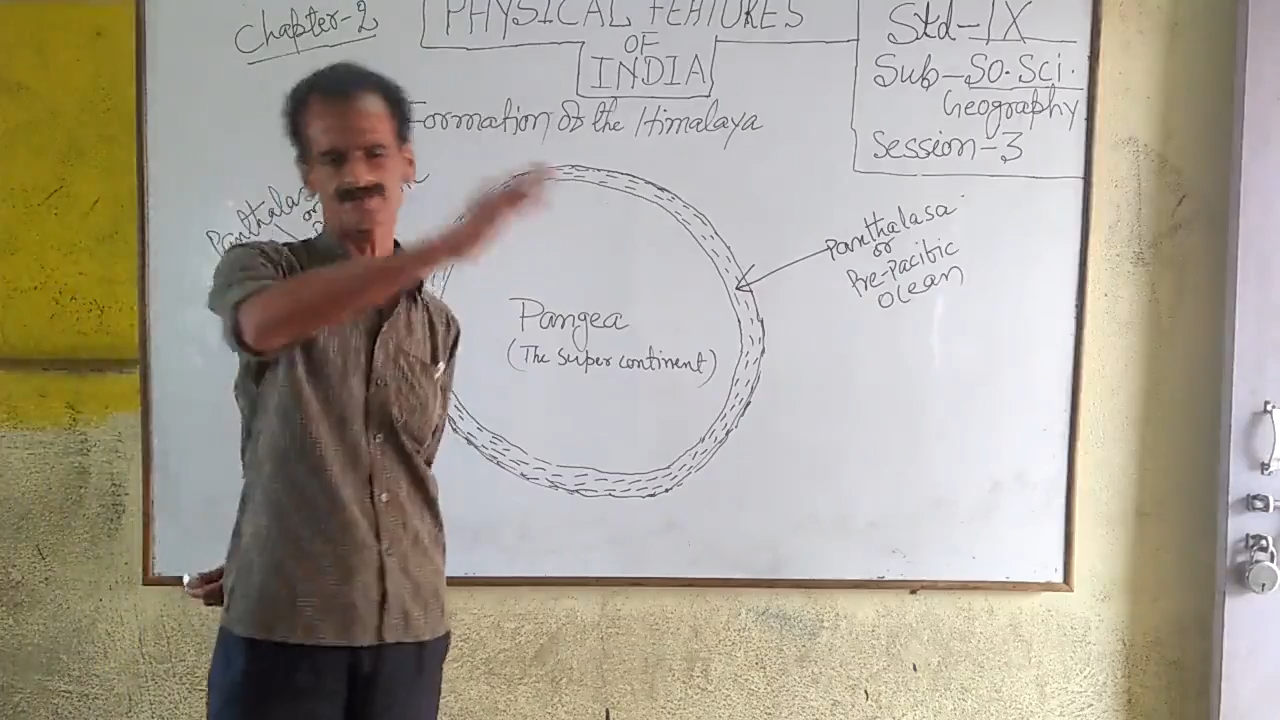 Chapter-2
PHYSICAL FEATURES
OF
INDIA
Std-IX
Sub-So.Sci.
Geography
Session-3
Formation Of the Himalaya
or
Panthalasa
or
Pre-Pacific
Ocean
Pangea
(The super continent)